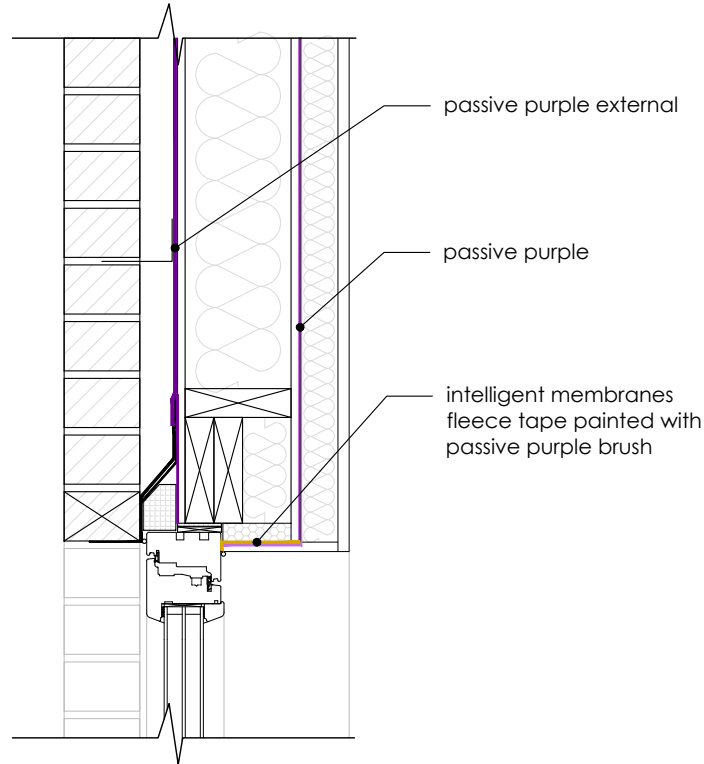 passive purple external
passive purple
intelligent membranes
fleece tape painted with
passive purple brush